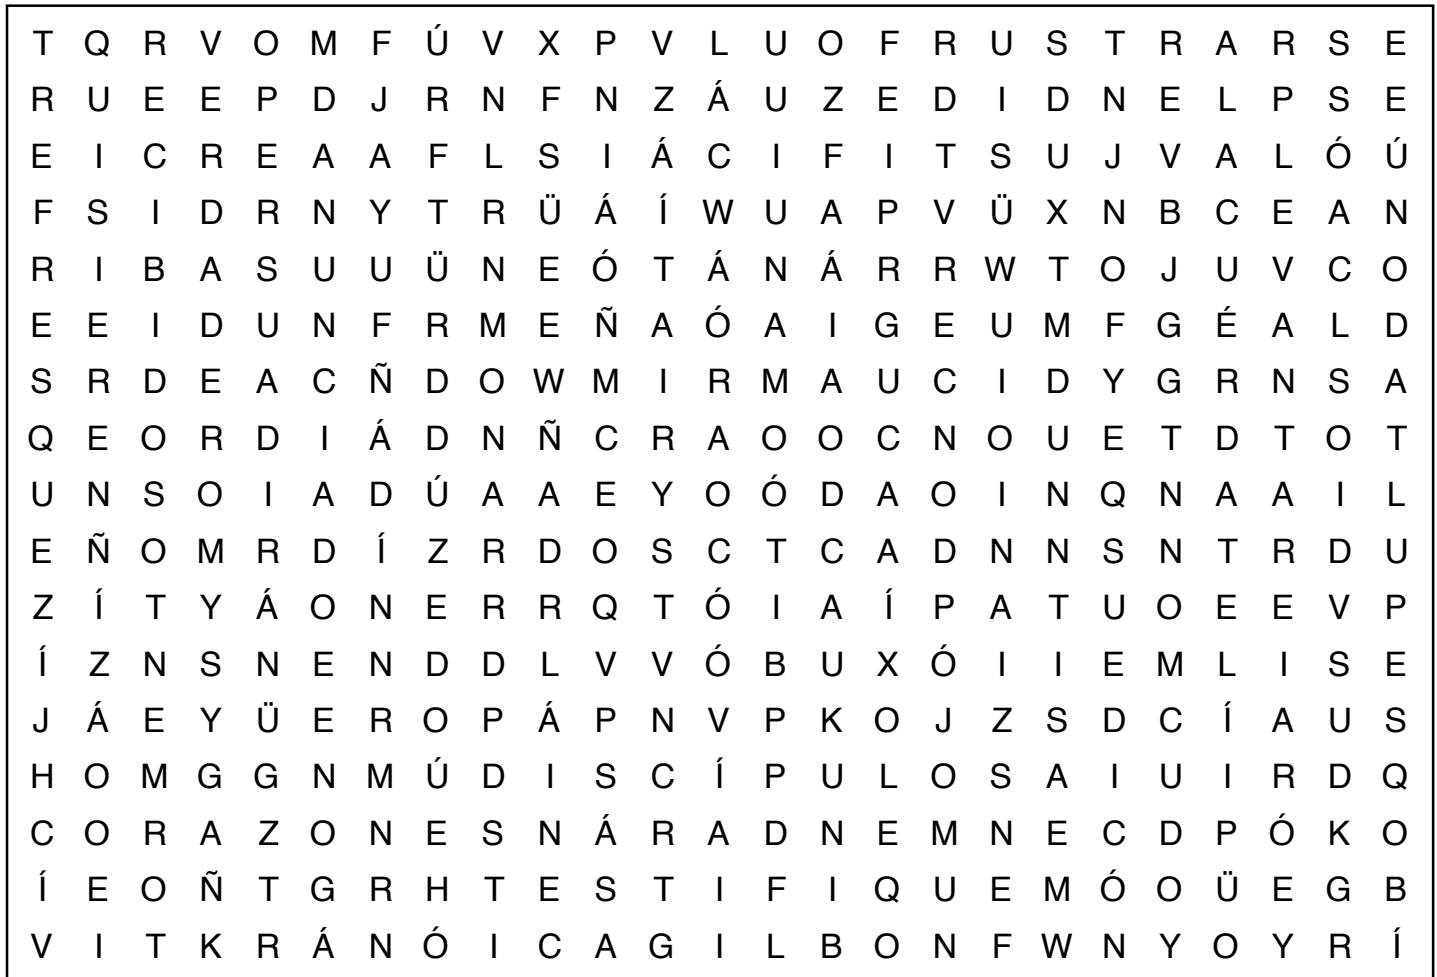 T Q R V O M F Ú V X P V L U O F R U S T R A R S E
R U E E P D J R N F N Z Á U Z E D I D N E L P S E
E I C R E A A F L S I Á C I F I T S U J V A L Ó Ú
F S I D R N Y T R Ü Á Í W U A P V Ü X N B C E A N
R I B A S U U Ü N E Ó T Á N Á R R W T O J U V C O
E E I D U N F R M E Ñ A Ó A I G E U M F G É A L D
S R D E A C Ñ D O W M I R M A U C I D Y G R N S A
Q E O R D I Á D N Ñ C R A O O C N O U E T D T O T
U N S O I A D Ú A A E Y O Ó D A O I N Q N A A I L
E Ñ O M R D Í Z R D O S C T C A D N N S N T R D U
Z Í T Y Á O N E R R Q T Ó I A Í P A T U O E E V P
Í Z N S N E N D D L V V Ó B U X Ó I I E M L I S E
J Á E Y Ü E R O P Á P N V P K O J Z S D C Í A U S
H O M G G N M Ú D I S C Í P U L O S A I U I R D Q
C O R A Z O N E S N Á R A D N E M N E C D P Ó K O
Í E O Ñ T G R H T E S T I F I Q U E M Ó O Ü E G B
V I T K R Á N Ó I C A G I L B O N F W N Y O Y R Í